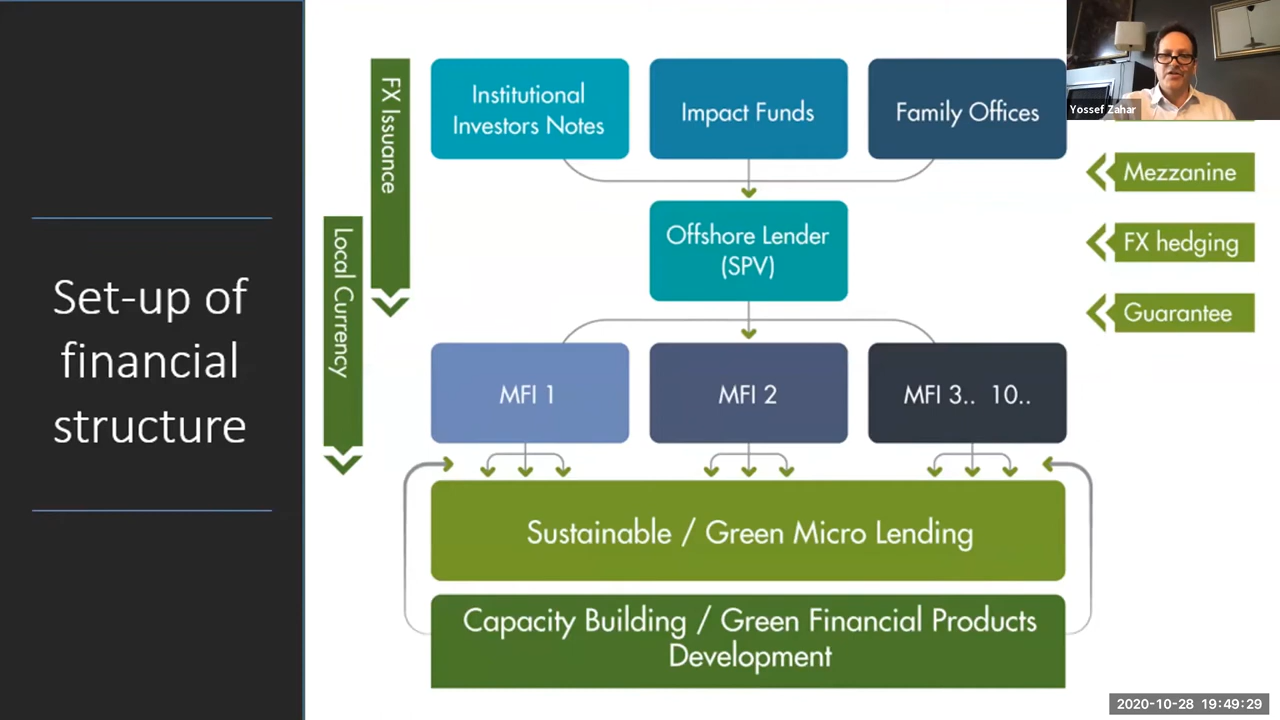 Set-up of
financial
structure
FX Issuance
Local Currency
Institutional
Investors Notes
Impact Funds
Family Offices
Yossef Zahar
Mezzanine
FX hedging
Guarantee
Offshore Lender
(SPV)
MFI 1
MFI 2
MFI 3.. 10..
Sustainable / Green Micro Lending
Capacity Building / Green Financial Products
Development
2020-10-28 19:49:29